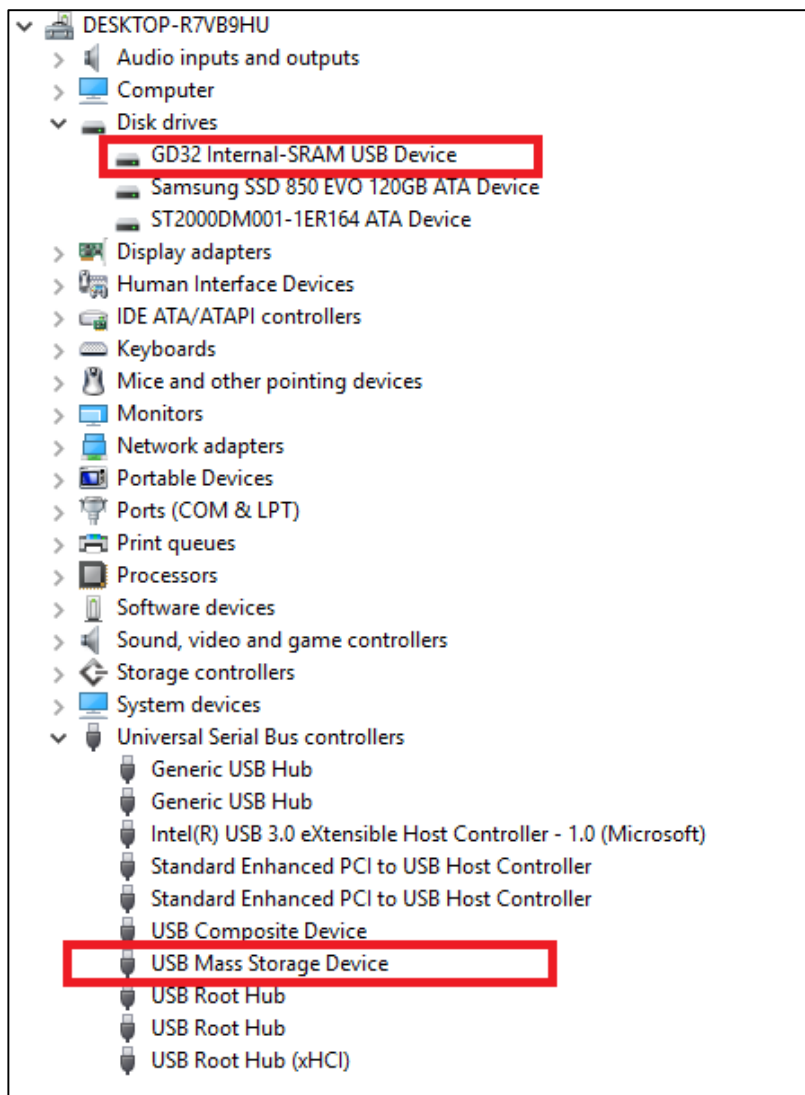 DESKTOP-R7VB9HU
Audio inputs and outputs
Computer
Disk drives
GD32 Internal-SRAM USB Device
Samsung SSD 850 EVO 120GB ATA Device
ST2000DM001-1ER164 ATA Device
Display adapters
Human Interface Devices
IDE ATA/ATAPI controllers
Keyboards
Mice and other pointing devices
Monitors
Network adapters
Portable Devices
Ports (COM & LPT)
Print queues
Processors
Software devices
Sound, video and game controllers
Storage controllers
System devices
Universal Serial Bus controllers
Generic USB Hub
Generic USB Hub
Intel(R) USB 3.0 eXtensible Host Controller - 1.0 (Microsoft)
Standard Enhanced PCI to USB Host Controller
Standard Enhanced PCI to USB Host Controller
USB Composite Device
USB Mass Storage Device
USB Root Hub
USB Root Hub
USB Root Hub (xHCI)